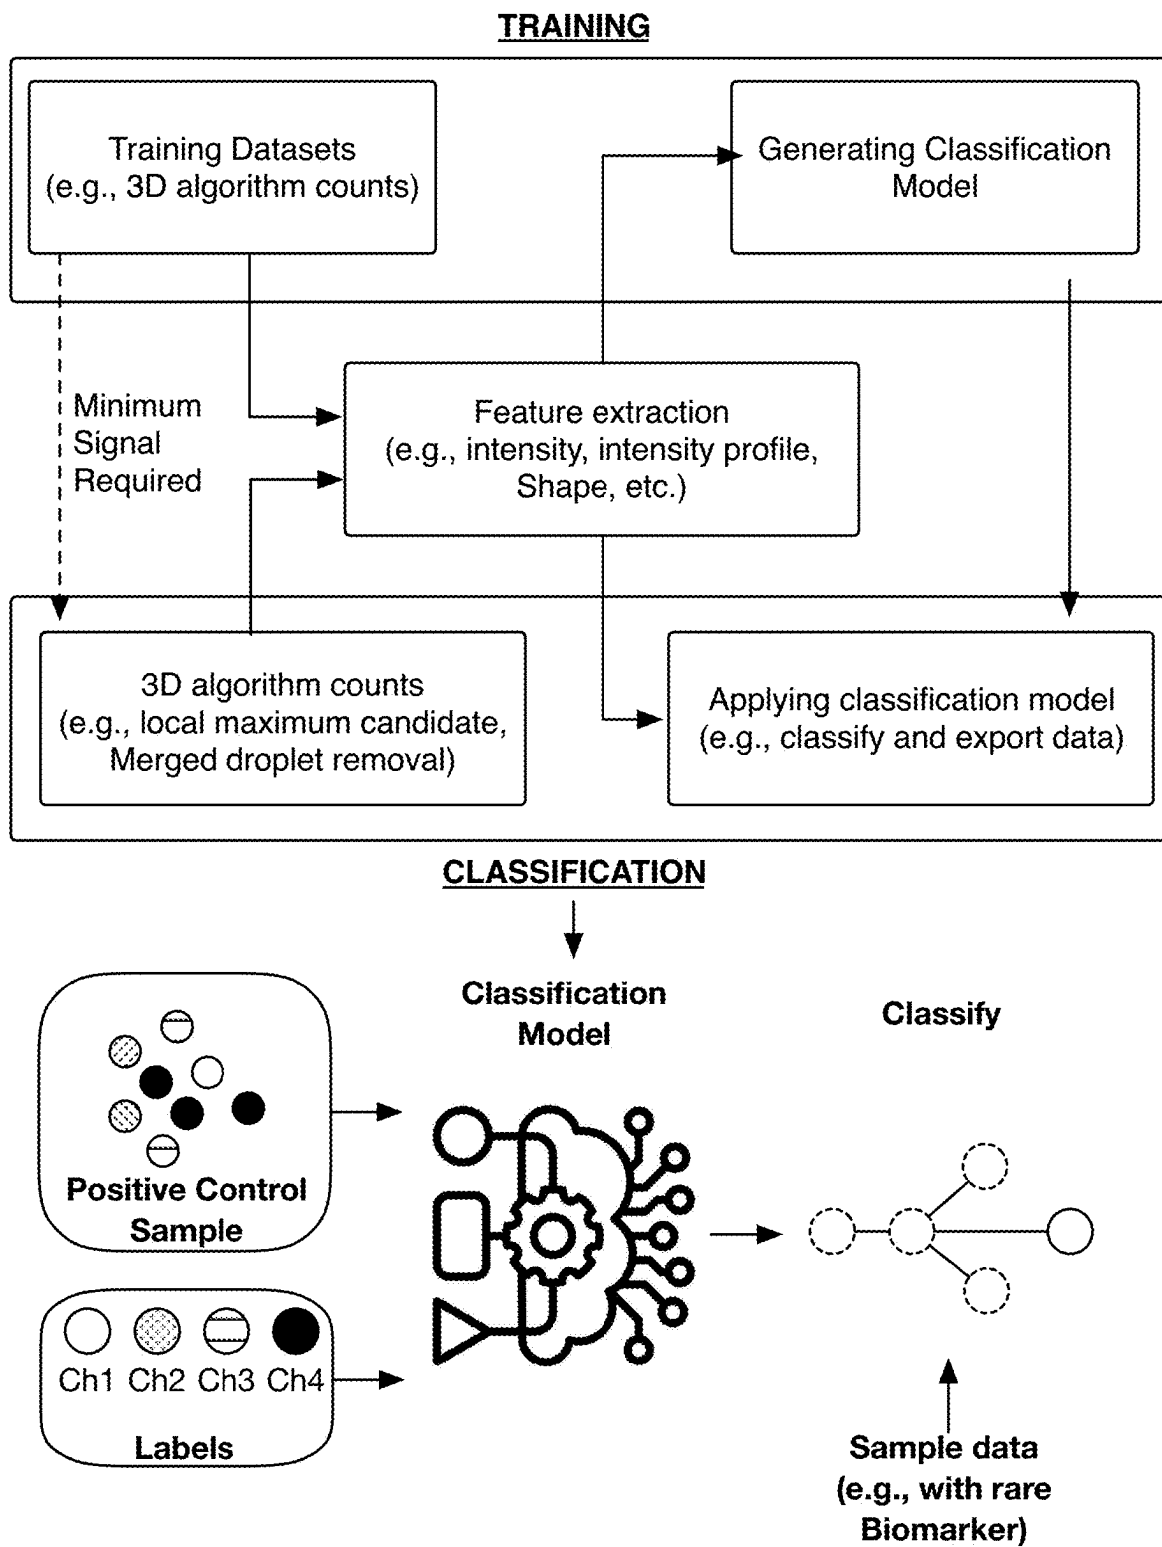 TRAINING
Training Datasets
(e.g., 3D algorithm counts)
Generating Classification
Model
Minimum
Signal
Required
Feature extraction
(e.g., intensity, intensity profile,
Shape, etc.)
3D algorithm counts
(e.g., local maximum candidate,
Merged droplet removal)
Applying classification model
(e.g., classify and export data)
CLASSIFICATION
Classification
Model
Classify
Positive Control
Sample
Ch1 Ch2 Ch3 Ch4
Labels
Sample data
(e.g., with rare
Biomarker)